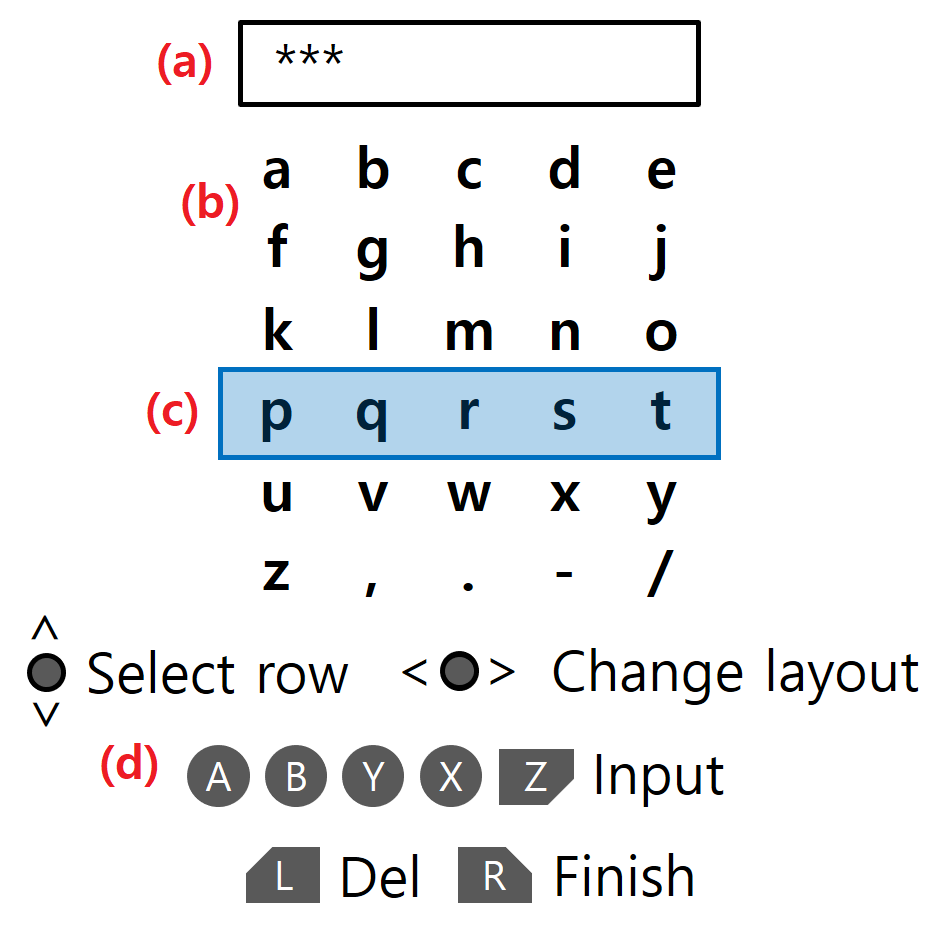 (a) ***
a b c d e
(b)
f g h i j
k l m n o
(c) p q r s t
u v w x y
z , . - /
^
Select row < > Change layout
v
(d) A B Y X Z Input
L Del R Finish